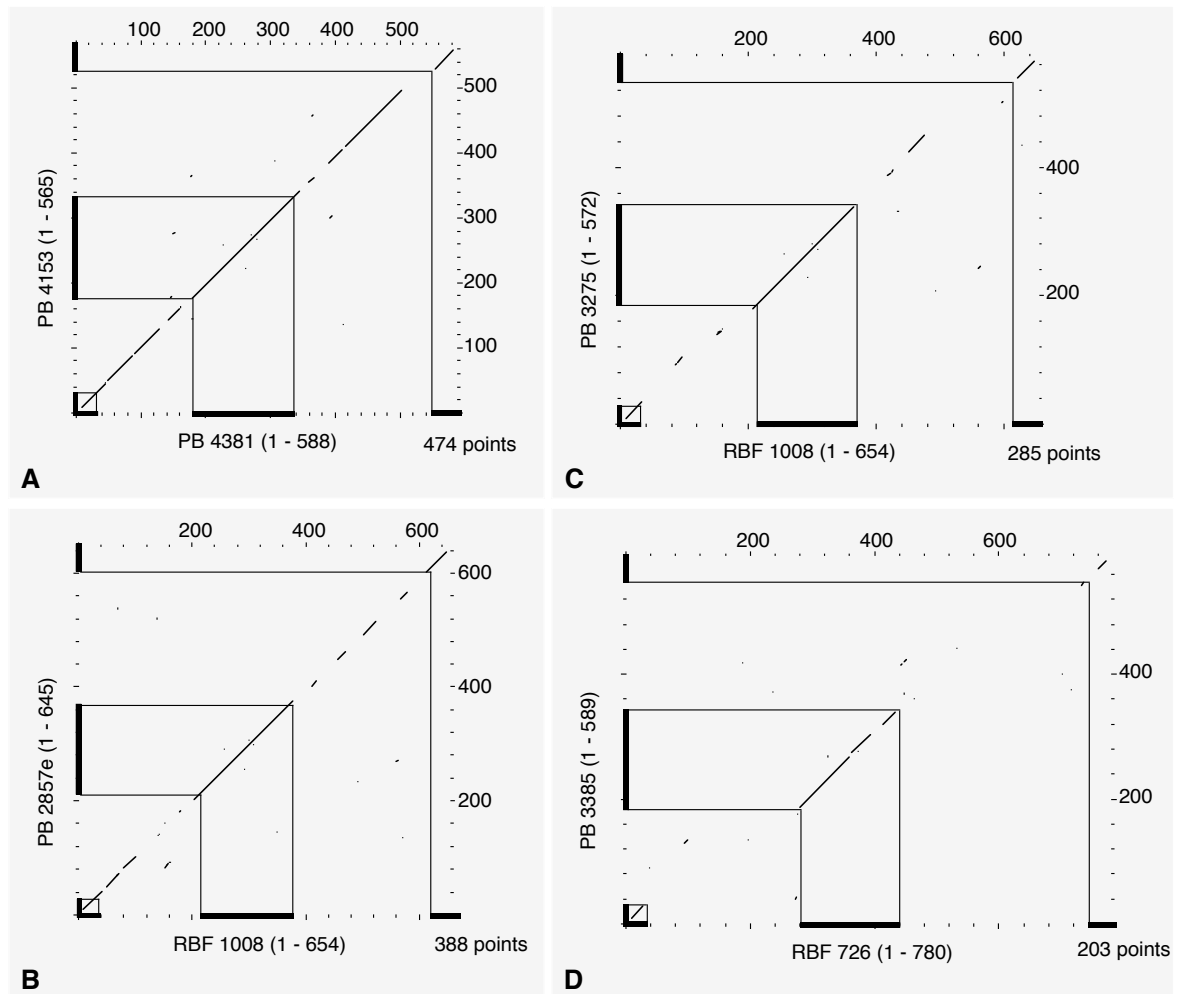 100 200 300 400 500
500
400
300
200
100
PB 4153 (1 - 565)
PB 4381 (1 - 588)
474 points
A
200 400 600
400
200
PB 3275 (1 - 572)
RBF 1008 (1 - 654)
285 points
C
200 400 600
600
400
200
PB 2857e (1 - 645)
RBF 1008 (1 - 654)
388 points
B
200 400 600
400
200
PB 3385 (1 - 589)
RBF 726 (1 - 780)
203 points
D